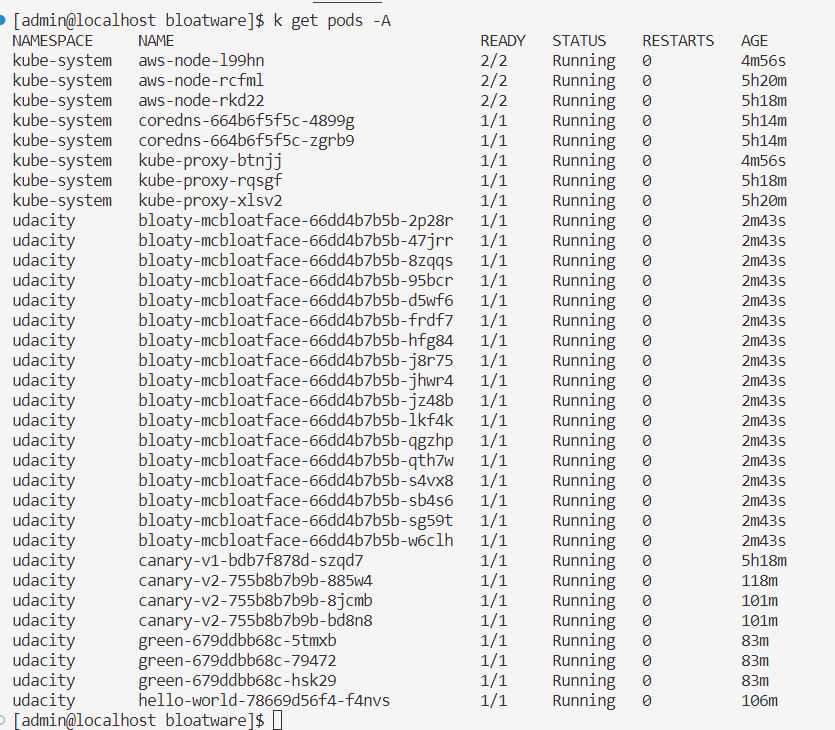 [admin@localhost bloatware]$ k get pods -A
NAMESPACE NAME READY STATUS RESTARTS AGE
kube-system aws-node-l99hn 2/2 Running 0 4m56s
kube-system aws-node-rcfml 2/2 Running 0 5h20m
kube-system aws-node-rkd22 2/2 Running 0 5h18m
kube-system coredns-664b6f5f5c-4899g 1/1 Running 0 5h14m
kube-system coredns-664b6f5f5c-zgrb9 1/1 Running 0 5h14m
kube-system kube-proxy-btnjj 1/1 Running 0 4m56s
kube-system kube-proxy-rqsgf 1/1 Running 0 5h18m
kube-system kube-proxy-xlsv2 1/1 Running 0 5h20m
udacity bloaty-mcbloatface-66dd4b7b5b-2p28r 1/1 Running 0 2m43s
udacity bloaty-mcbloatface-66dd4b7b5b-47jrr 1/1 Running 0 2m43s
udacity bloaty-mcbloatface-66dd4b7b5b-8zqqs 1/1 Running 0 2m43s
udacity bloaty-mcbloatface-66dd4b7b5b-95bcr 1/1 Running 0 2m43s
udacity bloaty-mcbloatface-66dd4b7b5b-d5wf6 1/1 Running 0 2m43s
udacity bloaty-mcbloatface-66dd4b7b5b-frdf7 1/1 Running 0 2m43s
udacity bloaty-mcbloatface-66dd4b7b5b-hfg84 1/1 Running 0 2m43s
udacity bloaty-mcbloatface-66dd4b7b5b-j8r75 1/1 Running 0 2m43s
udacity bloaty-mcbloatface-66dd4b7b5b-jhwr4 1/1 Running 0 2m43s
udacity bloaty-mcbloatface-66dd4b7b5b-jz48b 1/1 Running 0 2m43s
udacity bloaty-mcbloatface-66dd4b7b5b-lkf4k 1/1 Running 0 2m43s
udacity bloaty-mcbloatface-66dd4b7b5b-qgzhp 1/1 Running 0 2m43s
udacity bloaty-mcbloatface-66dd4b7b5b-qth7w 1/1 Running 0 2m43s
udacity bloaty-mcbloatface-66dd4b7b5b-s4vx8 1/1 Running 0 2m43s
udacity bloaty-mcbloatface-66dd4b7b5b-sb4s6 1/1 Running 0 2m43s
udacity bloaty-mcbloatface-66dd4b7b5b-sg59t 1/1 Running 0 2m43s
udacity bloaty-mcbloatface-66dd4b7b5b-w6clh 1/1 Running 0 2m43s
udacity canary-v1-bdb7f878d-szqd7 1/1 Running 0 5h18m
udacity canary-v2-755b8b7b9b-885w4 1/1 Running 0 118m
udacity canary-v2-755b8b7b9b-8jcmb 1/1 Running 0 101m
udacity canary-v2-755b8b7b9b-bd8n8 1/1 Running 0 101m
udacity green-679ddbb68c-5tmxb 1/1 Running 0 83m
udacity green-679ddbb68c-79472 1/1 Running 0 83m
udacity green-679ddbb68c-hsk29 1/1 Running 0 83m
udacity hello-world-78669d56f4-f4nvs 1/1 Running 0 106m
[admin@localhost bloatware]$